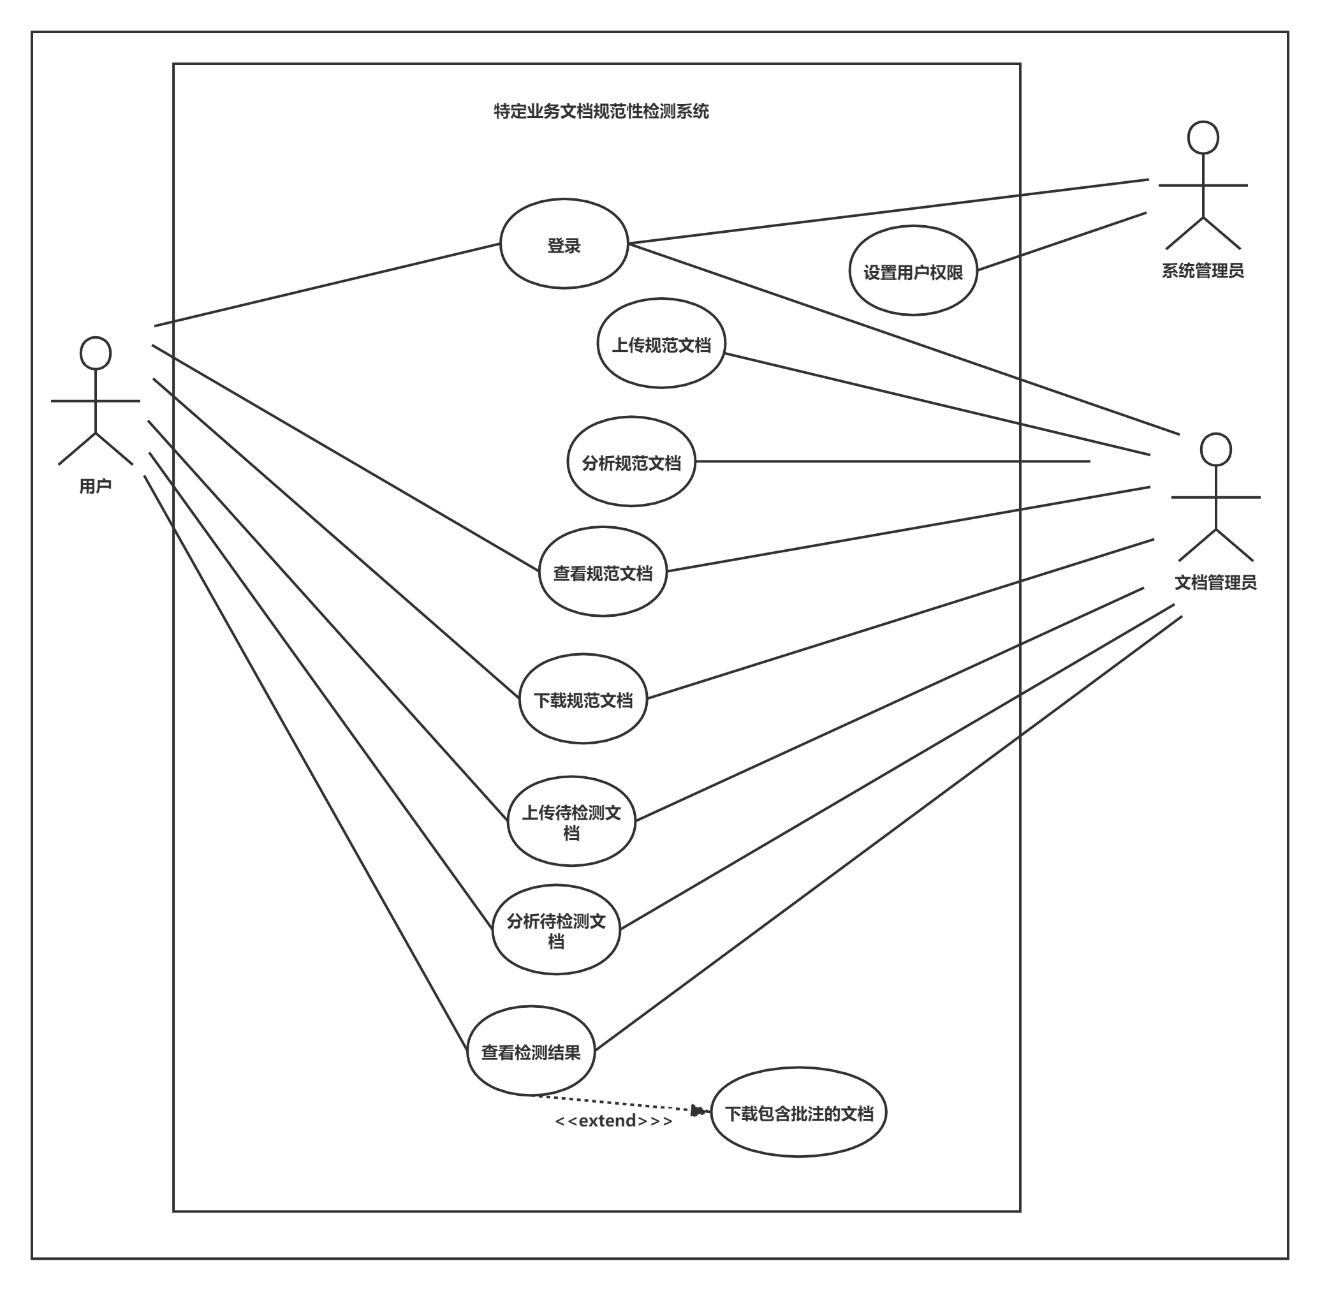 特定业务文档规范性检测系统
登录
设置用户权限
系统管理员
上传规范文档
分析规范文档
用户
查看规范文档
文档管理员
下载规范文档
上传待检测文
档
分析待检测文
档
查看检测结果
下载包含批注的文档
<<extend>>>